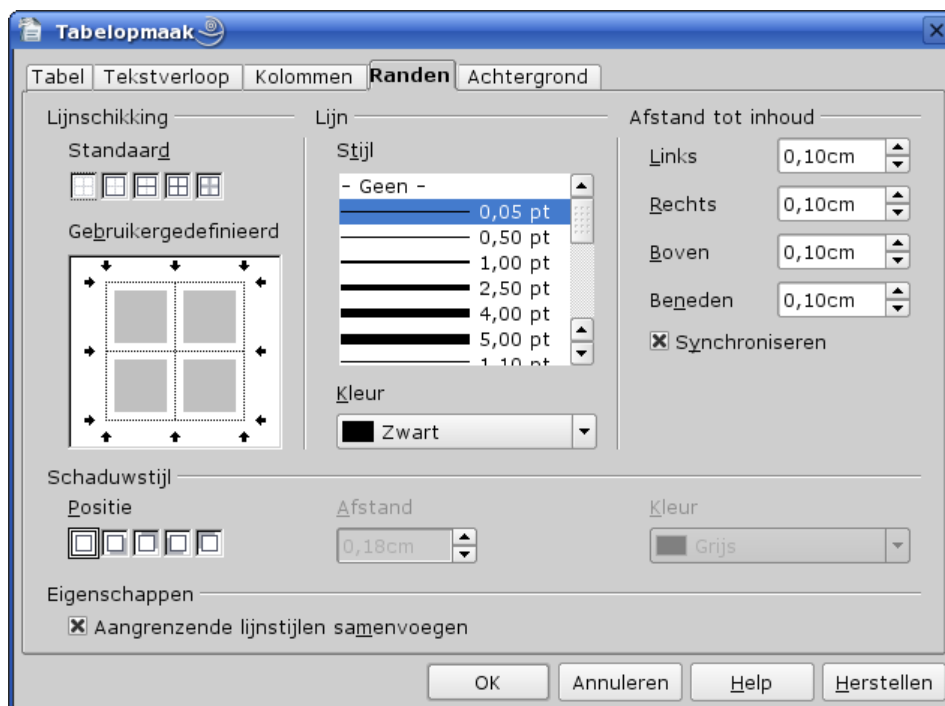 Tabelopmaak
Tabel Tekstverloop Kolommen Randen Achtergrond
Lijnschikking
Standaard
Gebruikergedefinieerd
Lijn
Stijl
- Geen -
0,05 pt
0,50 pt
1,00 pt
2,50 pt
4,00 pt
5,00 pt
1,10 pt
Kleur
Zwart
Afstand tot inhoud
Links 0,10cm
Rechts 0,10cm
Boven 0,10cm
Beneden 0,10cm
Synchroniseren
Schaduwstijl
Positie
Afstand
0,18cm
Kleur
Grijs
Eigenschappen
Aangrenzende lijnstijlen samenvoegen
OK Annuleren Help Herstellen